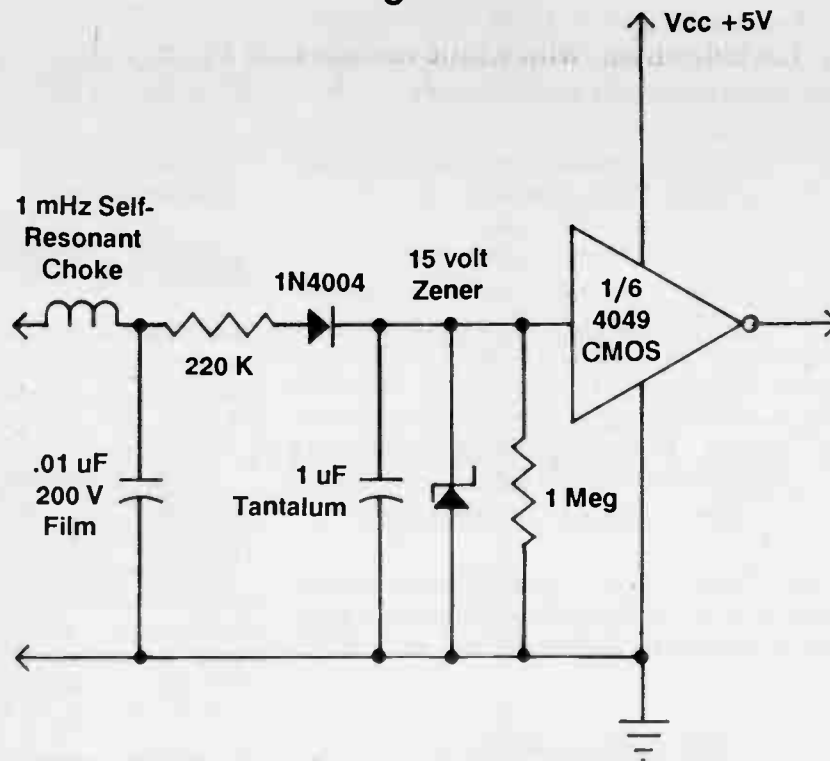 Vcc +5V
1 mHz Self-
Resonant
Choke
1N4004
15 volt
Zener
1/6
4049
CMOS
220 K
.01 uF
200 V
Film
1 uF
Tantalum
1 Meg